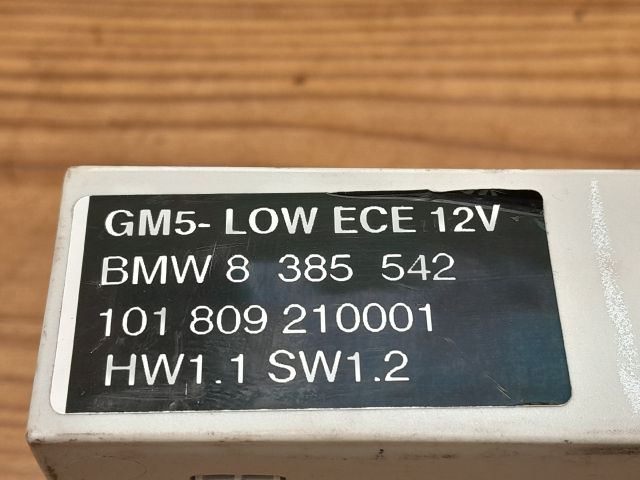 GM5- LOW ECE 12V
BMW 8 385 542
101 809 210001
HW1.1 SW1.2